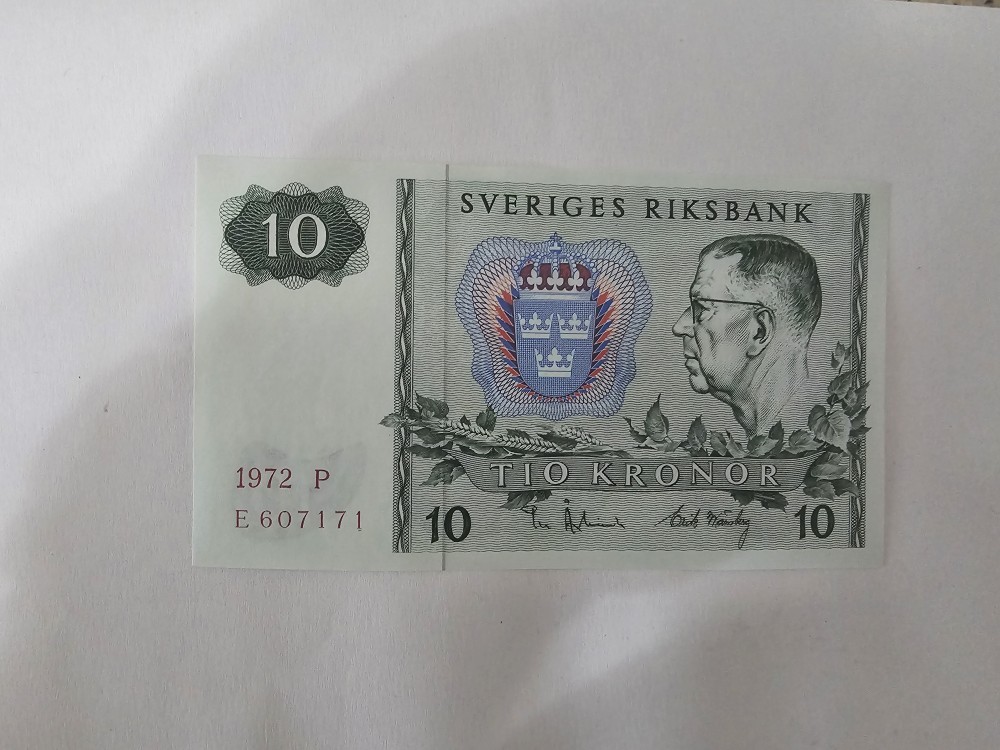 10
SVERIGES RIKSBANK
TIO KRONOR
1972 P
E 607171
10
10